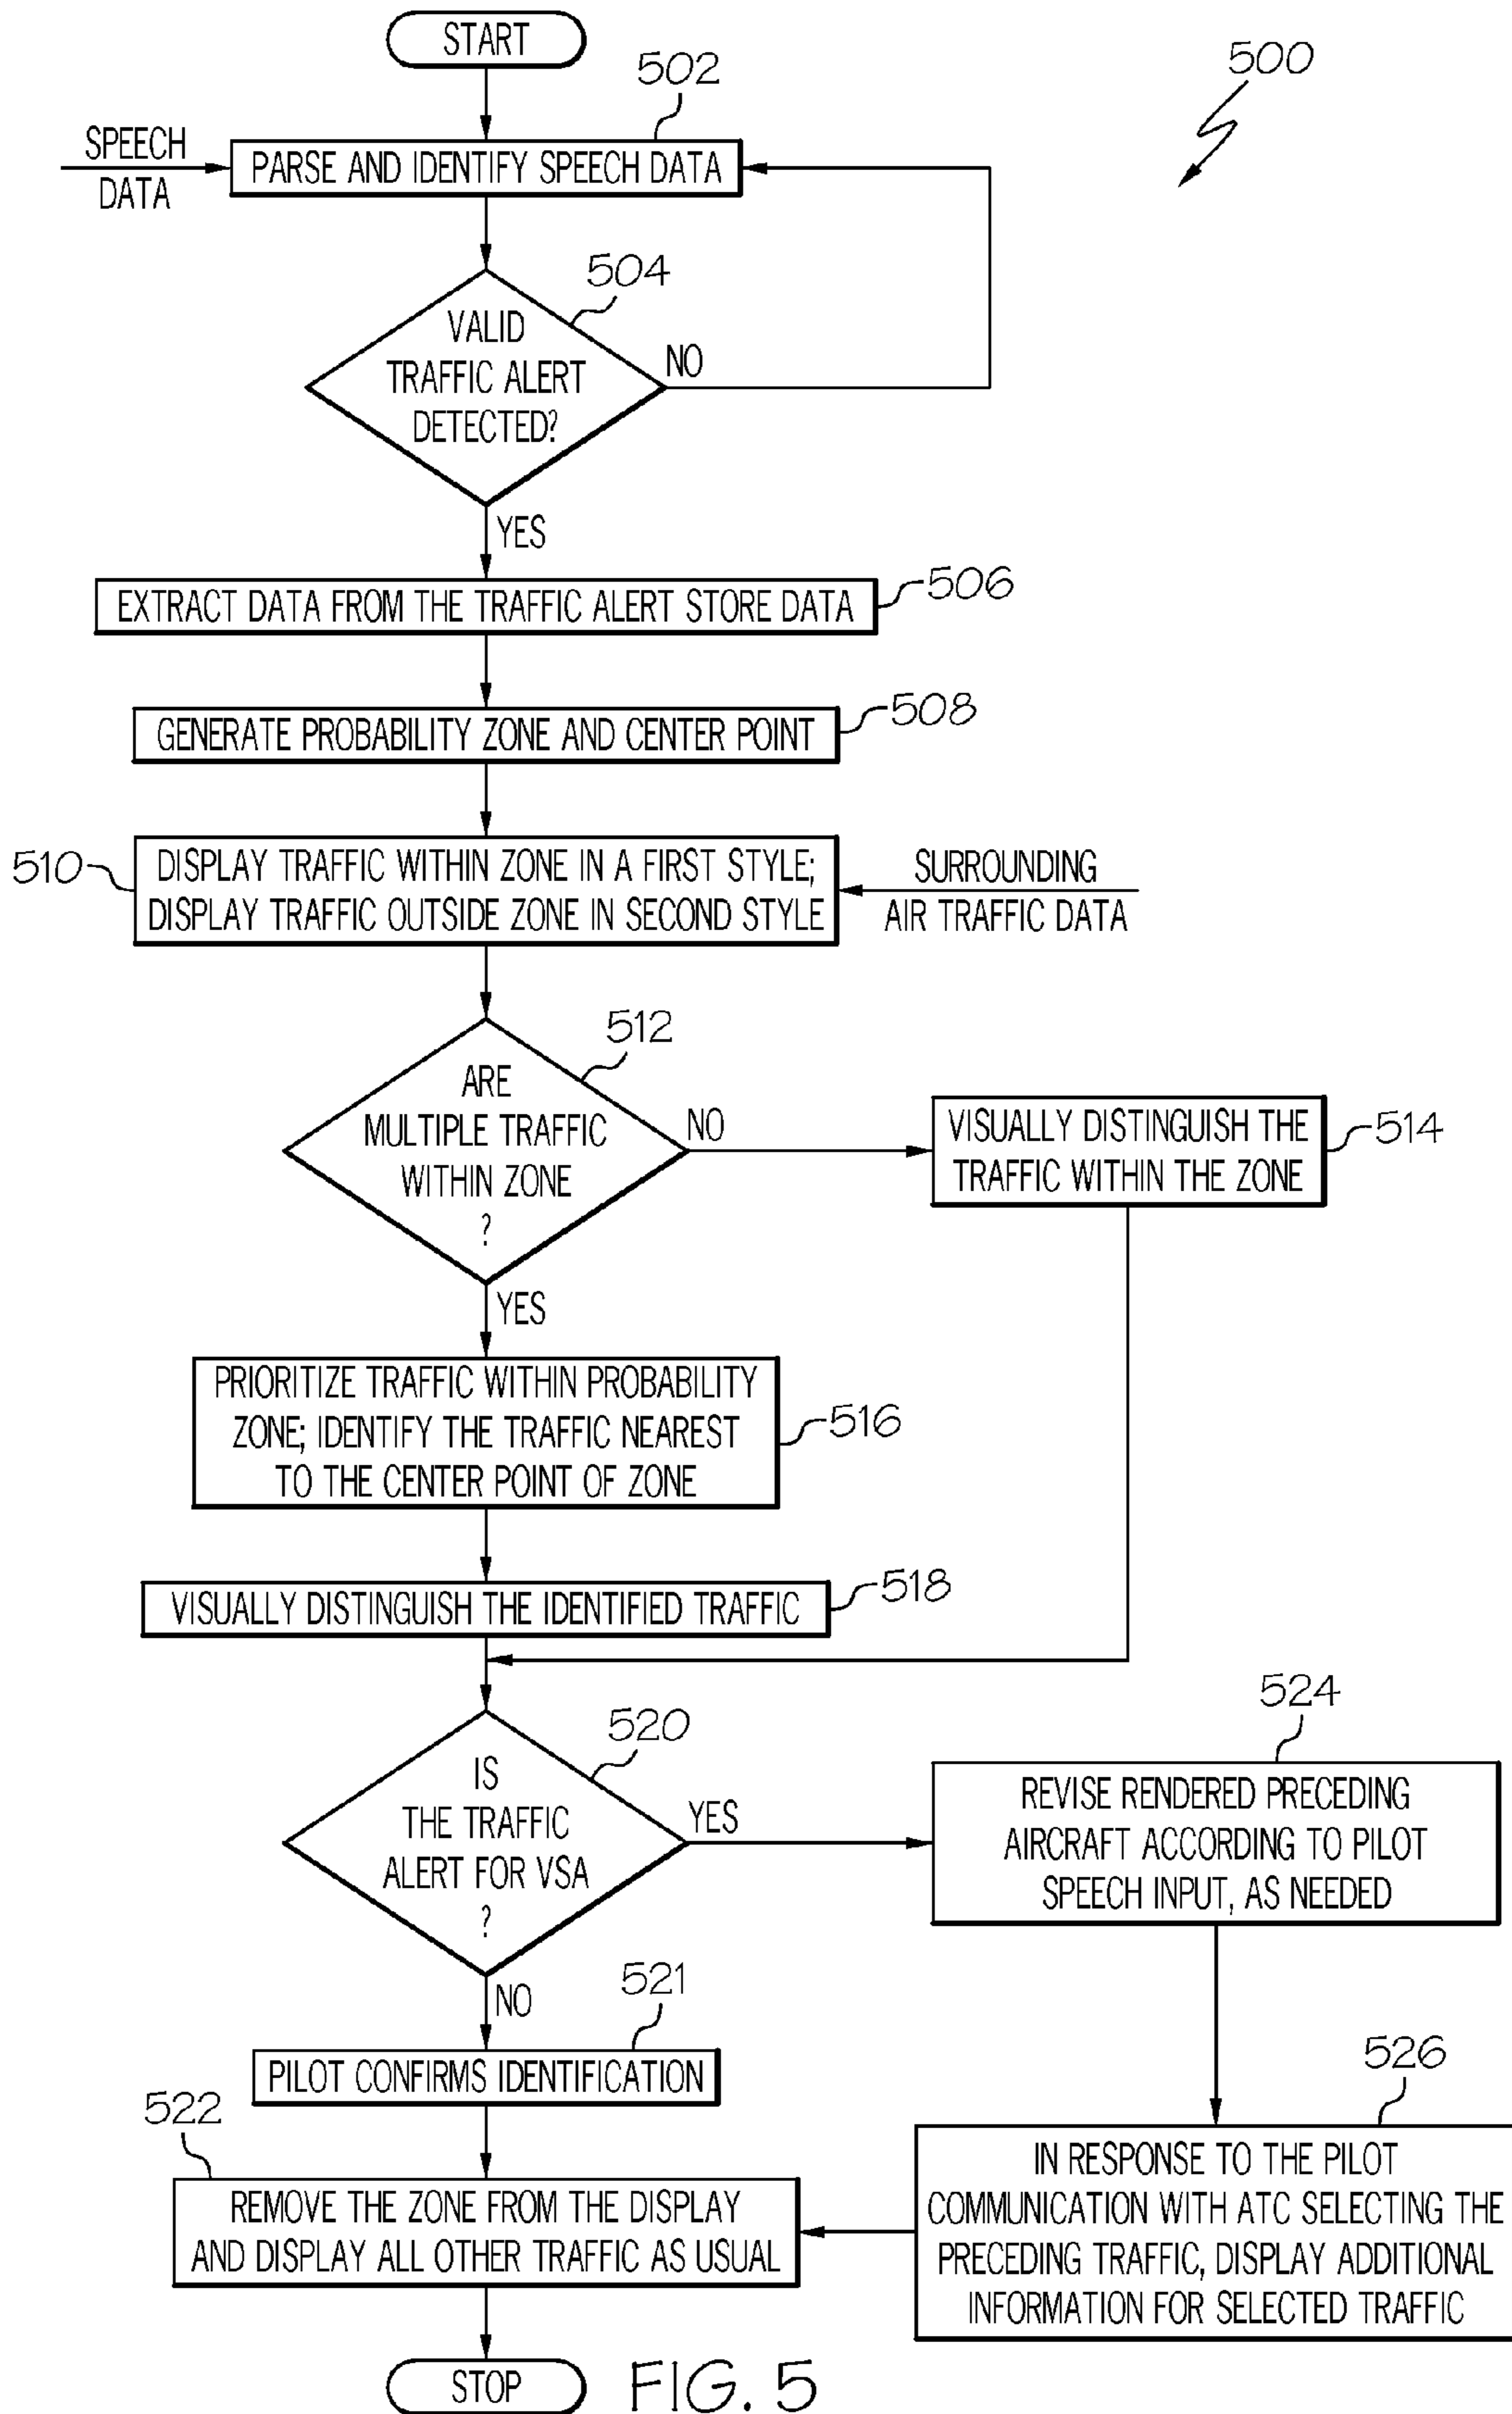 START
502
500
SPEECH
DATA
PARSE AND IDENTIFY SPEECH DATA
504
VALID
TRAFFIC ALERT
DETECTED?
NO
YES
EXTRACT DATA FROM THE TRAFFIC ALERT STORE DATA
506
GENERATE PROBABILITY ZONE AND CENTER POINT
508
510
DISPLAY TRAFFIC WITHIN ZONE IN A FIRST STYLE;
DISPLAY TRAFFIC OUTSIDE ZONE IN SECOND STYLE
SURROUNDING
AIR TRAFFIC DATA
512
ARE
MULTIPLE TRAFFIC
WITHIN ZONE
?
NO
VISUALLY DISTINGUISH THE
TRAFFIC WITHIN THE ZONE
514
YES
PRIORITIZE TRAFFIC WITHIN PROBABILITY
ZONE; IDENTIFY THE TRAFFIC NEAREST
TO THE CENTER POINT OF ZONE
516
VISUALLY DISTINGUISH THE IDENTIFIED TRAFFIC
518
520
IS
THE TRAFFIC
ALERT FOR VSA
?
YES
524
REVISE RENDERED PRECEDING
AIRCRAFT ACCORDING TO PILOT
SPEECH INPUT, AS NEEDED
NO
521
PILOT CONFIRMS IDENTIFICATION
522
REMOVE THE ZONE FROM THE DISPLAY
AND DISPLAY ALL OTHER TRAFFIC AS USUAL
526
IN RESPONSE TO THE PILOT
COMMUNICATION WITH ATC SELECTING THE
PRECEDING TRAFFIC, DISPLAY ADDITIONAL
INFORMATION FOR SELECTED TRAFFIC
STOP
FIG. 5